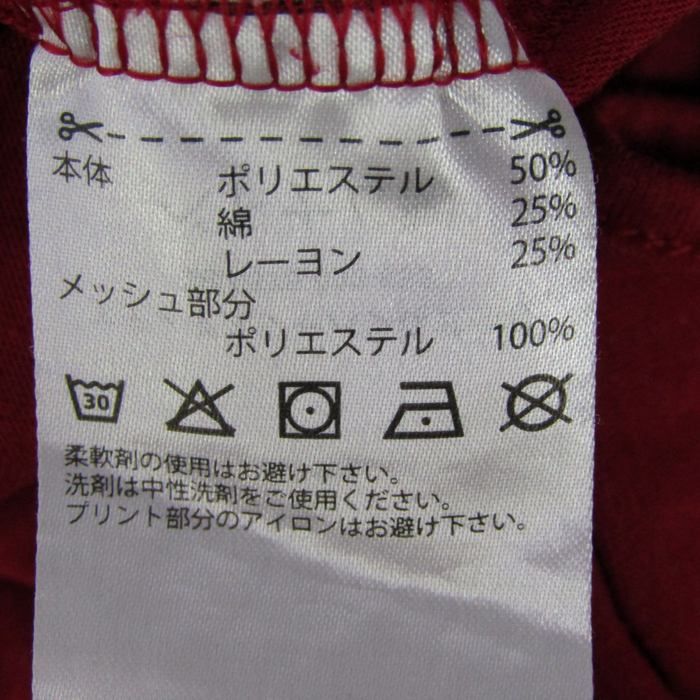 本体 ポリエステル 50%
綿 25%
レーヨン 25%
メッシュ部分
ポリエステル 100%
30
柔軟剤の使用はお避け下さい。
洗剤は中性洗剤をご使用ください。
プリント部分のアイロンはお避け下さい。